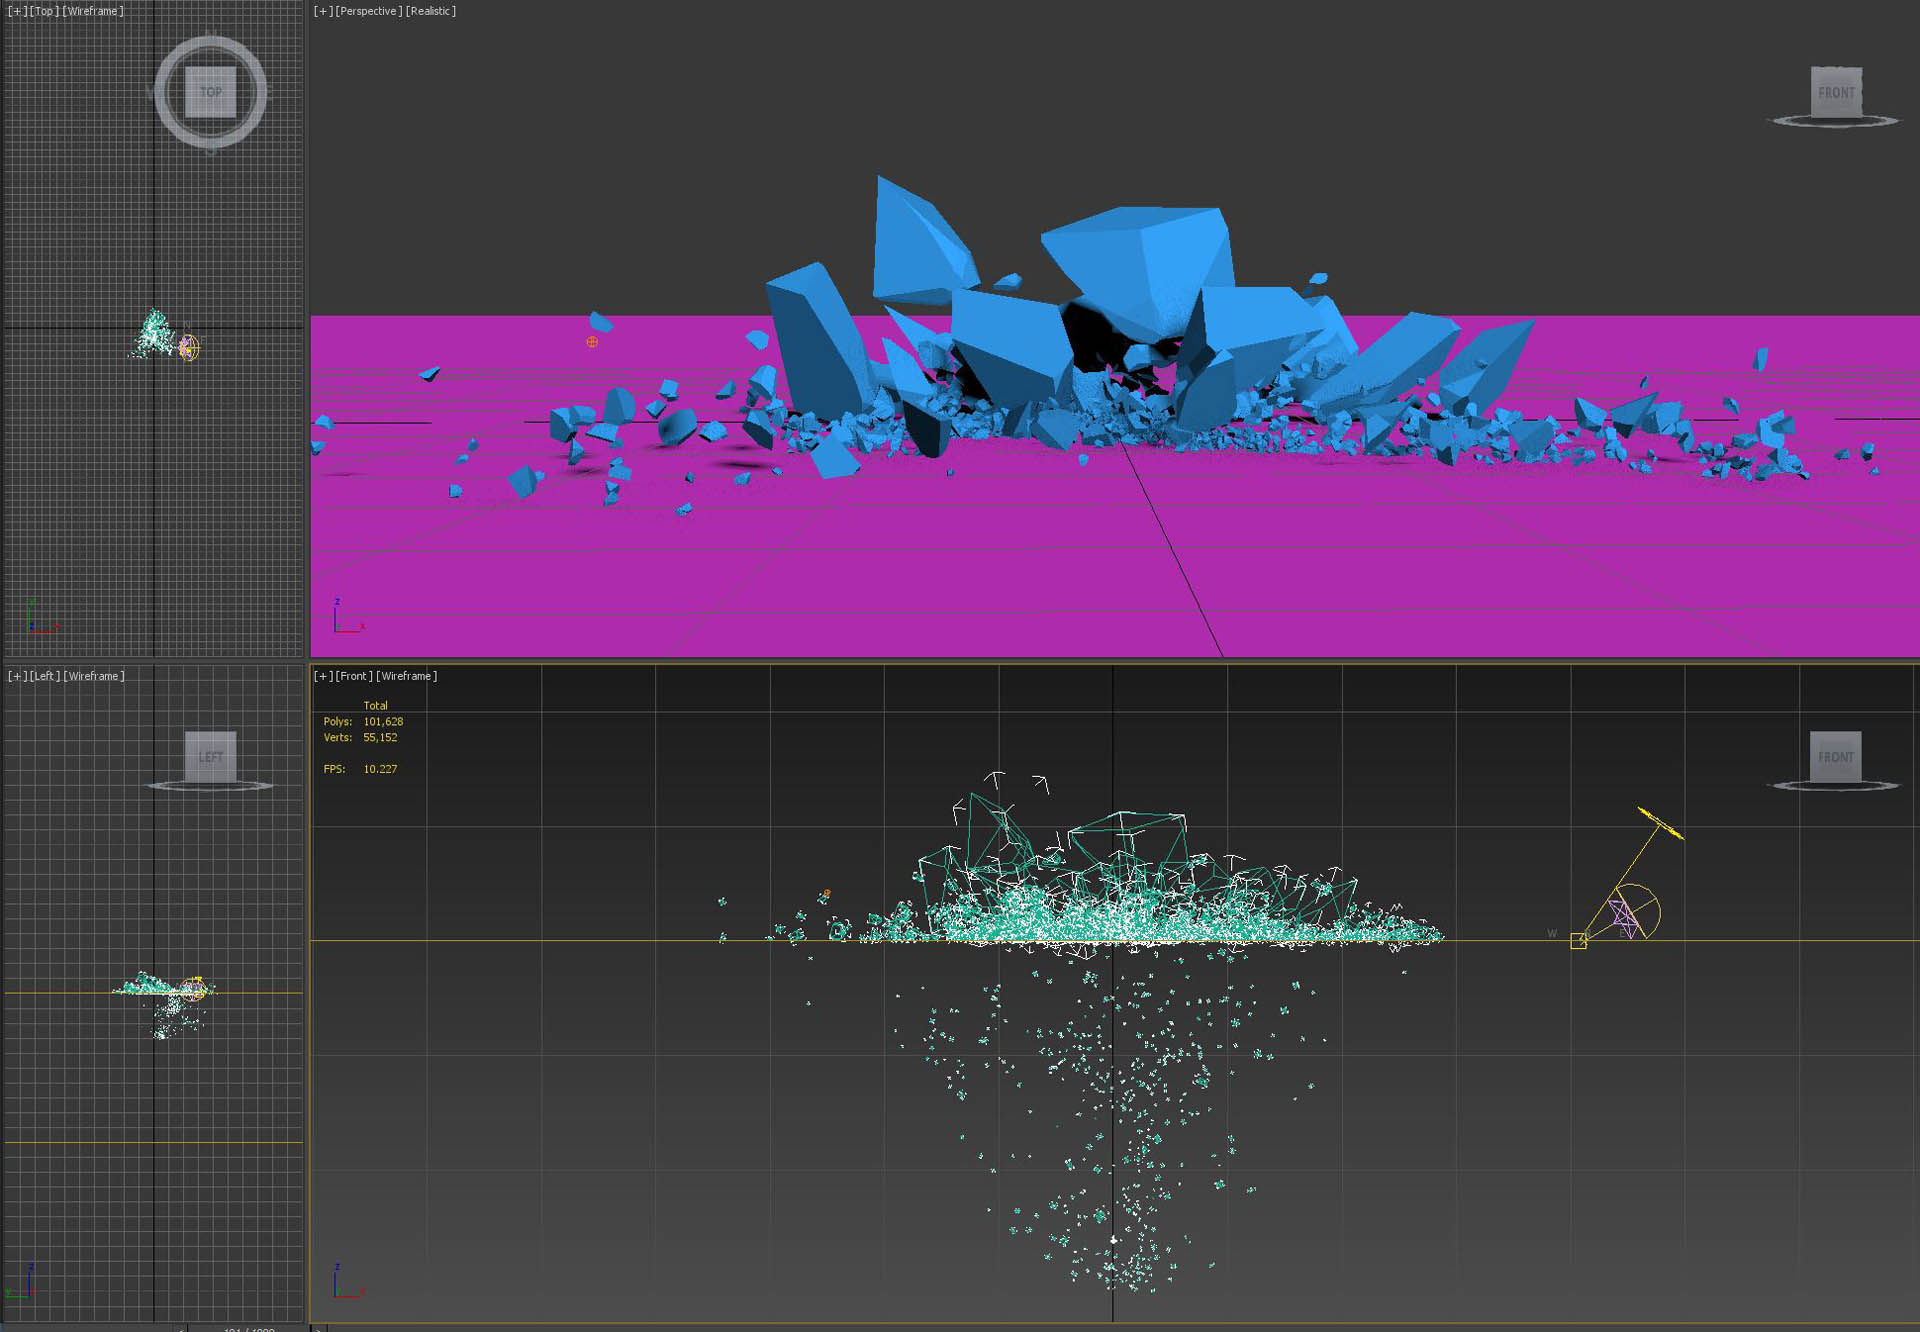 [+] [Top] [Wireframe]
TOP
[+] [Perspective] [Realistic]
FRONT
z
x
[+] [Left] [Wireframe]
LEFT
z
y
[+] [Front] [Wireframe]
Total
Polys: 101,628
Verts: 55,152
FPS: 10.227
FRONT
W
E
z